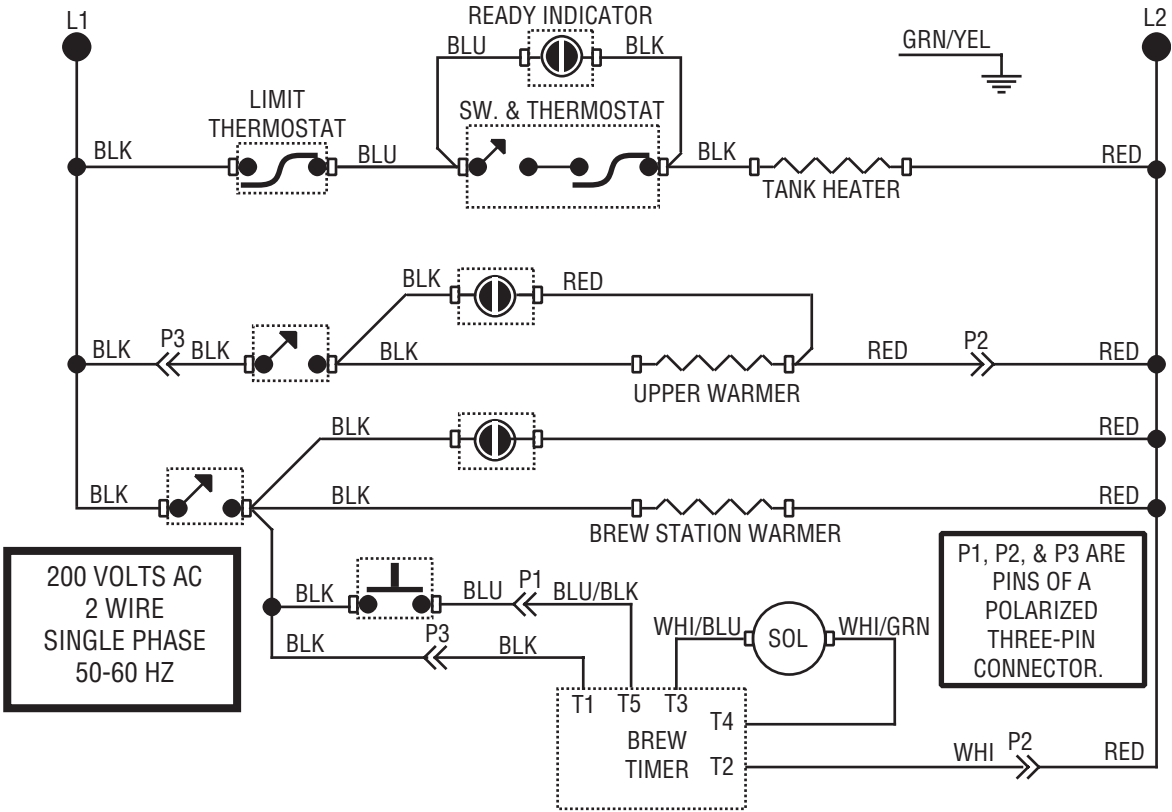 L1
READY INDICATOR
L2
BLU
BLK
GRN/YEL
LIMIT
THERMOSTAT
SW. & THERMOSTAT
BLK
BLU
BLK
RED
TANK HEATER
BLK
RED
BLK
P3
BLK
BLK
RED
P2
RED
UPPER WARMER
BLK
RED
BLK
BLK
RED
BREW STATION WARMER
200 VOLTS AC
2 WIRE
SINGLE PHASE
50-60 HZ
P1, P2, & P3 ARE
PINS OF A
POLARIZED
THREE-PIN
CONNECTOR.
BLK
BLU
P1
BLU/BLK
BLK
P3
BLK
WHI/BLU
SOL
WHI/GRN
T1
T5
T3
T4
BREW
TIMER
T2
WHI
P2
RED